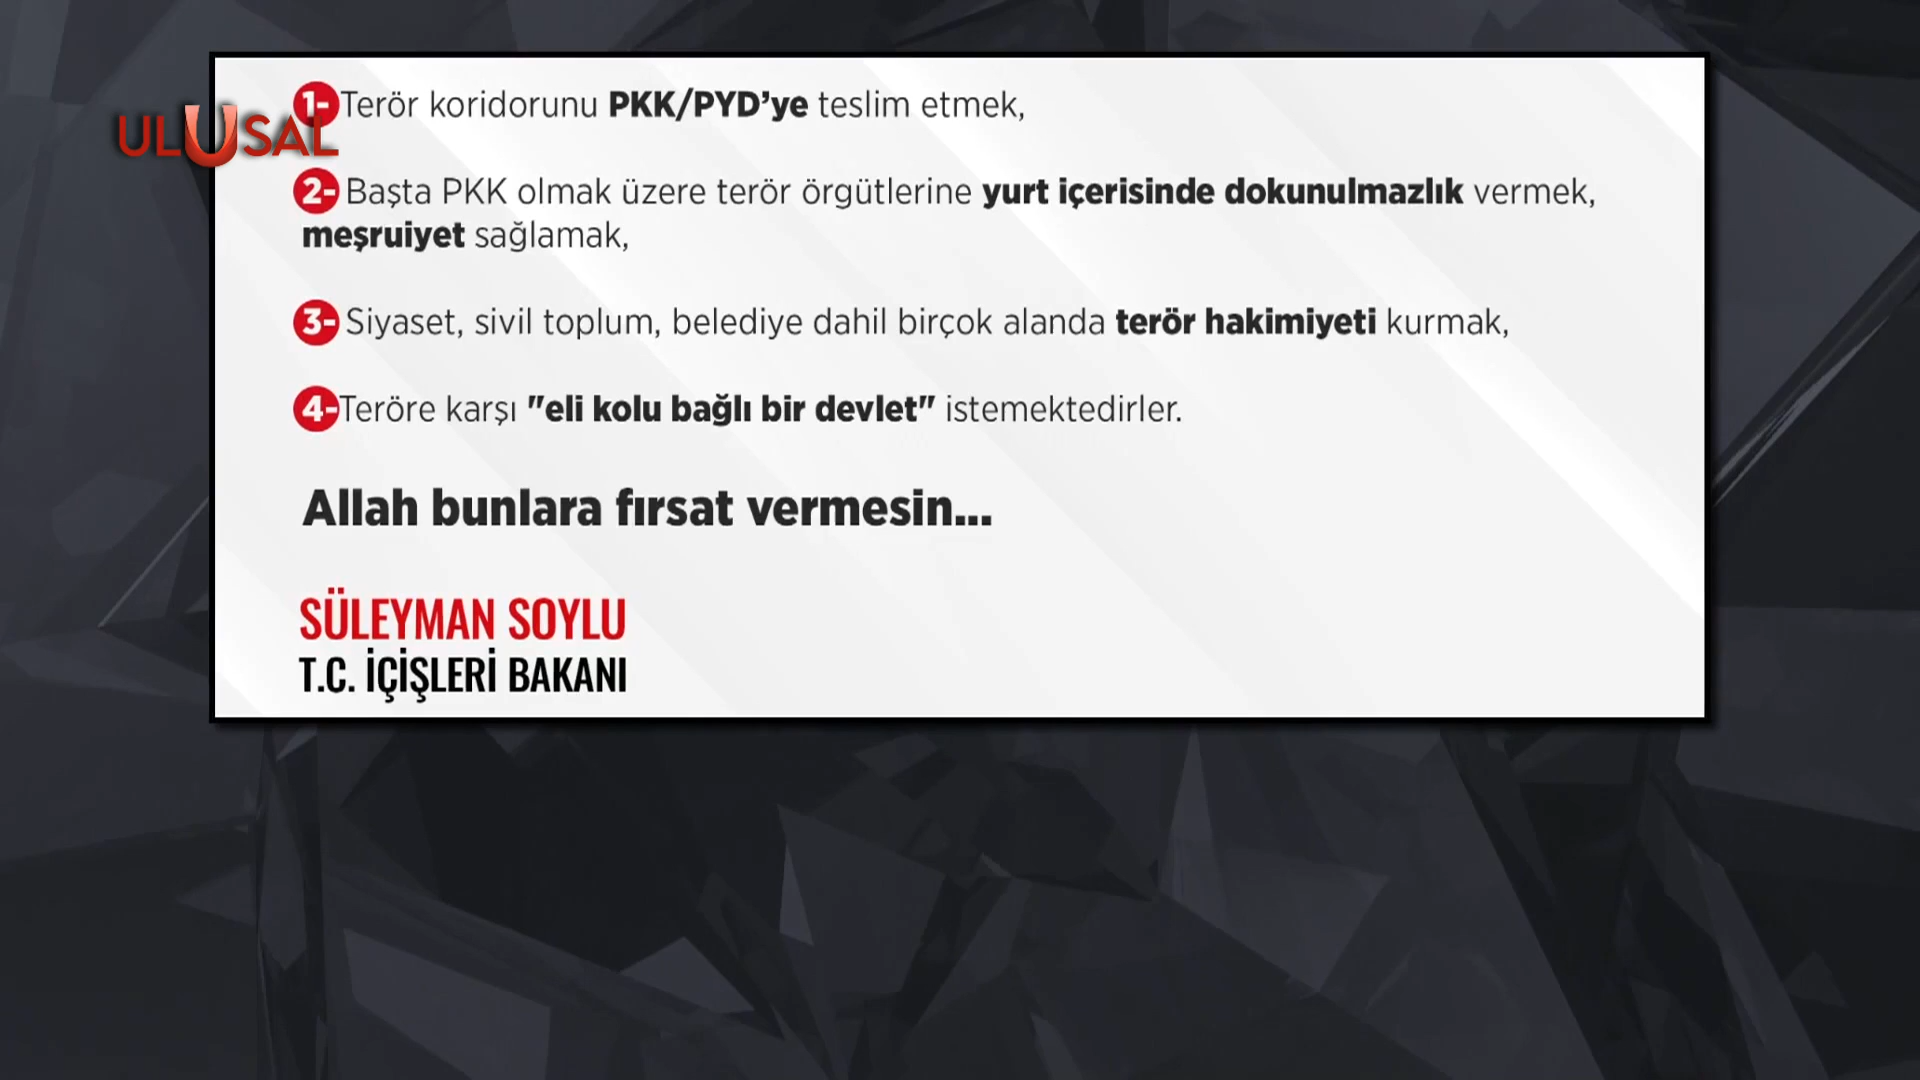 ULUSAL
1- Terör koridorunu PKK/PYD’ye teslim etmek,
2- Başta PKK olmak üzere terör örgütlerine yurt içerisinde dokunulmazlık vermek,
meşruiyet sağlamak,
3- Siyaset, sivil toplum, belediye dahil birçok alanda terör hakimiyeti kurmak,
4- Teröre karşı "eli kolu bağlı bir devlet" istemektedirler.
Allah bunlara fırsat vermesin...
SÜLEYMAN SOYLU
T.C. İÇİŞLERİ BAKANI